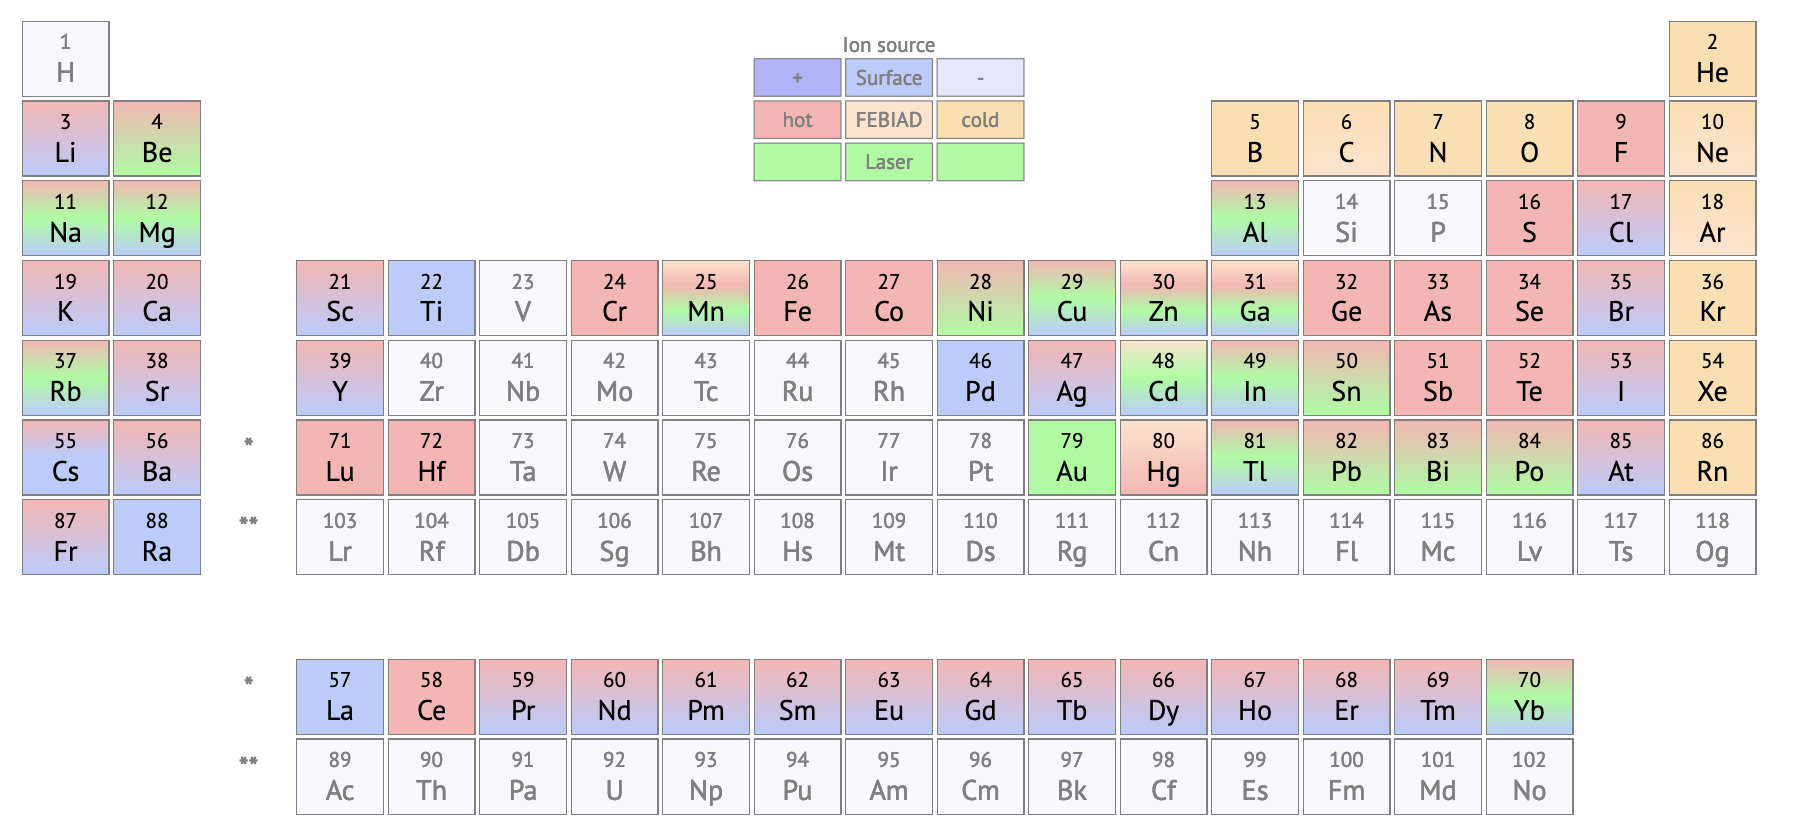 Ion source
+ Surface -
hot FEBIAD cold
Laser
1 2
H He
3 4 5 6 7 8 9 10
Li Be B C N O F Ne
11 12 13 14 15 16 17 18
Na Mg Al Si P S Cl Ar
19 20 21 22 23 24 25 26 27 28 29 30 31 32 33 34 35 36
K Ca Sc Ti V Cr Mn Fe Co Ni Cu Zn Ga Ge As Se Br Kr
37 38 39 40 41 42 43 44 45 46 47 48 49 50 51 52 53 54
Rb Sr Y Zr Nb Mo Tc Ru Rh Pd Ag Cd In Sn Sb Te I Xe
55 56 * 71 72 73 74 75 76 77 78 79 80 81 82 83 84 85 86
Cs Ba Lu Hf Ta W Re Os Ir Pt Au Hg Tl Pb Bi Po At Rn
87 88 ** 103 104 105 106 107 108 109 110 111 112 113 114 115 116 117 118
Fr Ra Lr Rf Db Sg Bh Hs Mt Ds Rg Cn Nh Fl Mc Lv Ts Og
* 57 58 59 60 61 62 63 64 65 66 67 68 69 70
La Ce Pr Nd Pm Sm Eu Gd Tb Dy Ho Er Tm Yb
** 89 90 91 92 93 94 95 96 97 98 99 100 101 102
Ac Th Pa U Np Pu Am Cm Bk Cf Es Fm Md No